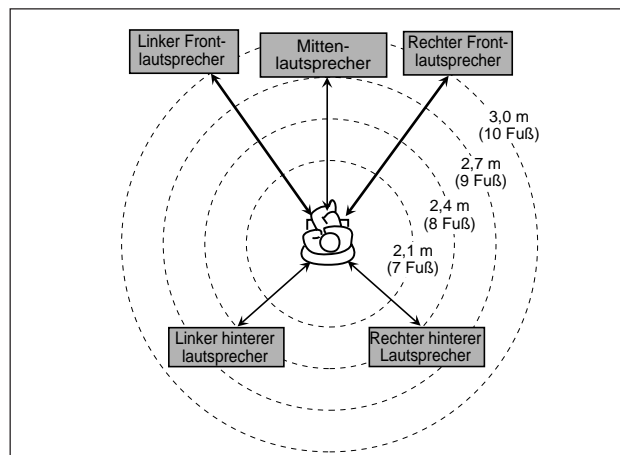 Linker Front-
lautsprecher
Mitten-
lautsprecher
Rechter Front-
lautsprecher
3,0 m
(10 Fuß)
2,7 m
(9 Fuß)
2,4 m
(8 Fuß)
2,1 m
(7 Fuß)
Linker hinterer
lautsprecher
Rechter hinterer
Lautsprecher